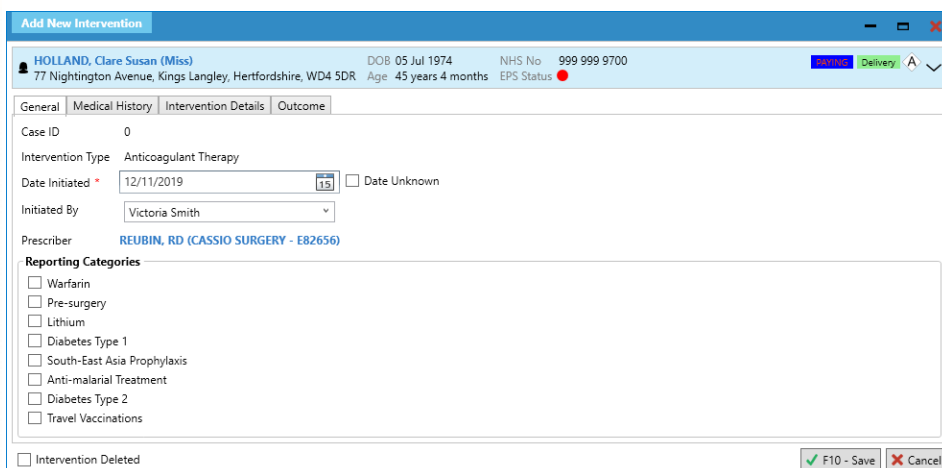 Add New Intervention
HOLLAND, Clare Susan (Miss) DOB 05 Jul 1974 NHS No 999 999 9700 PAYING Delivery A
77 Nightington Avenue, Kings Langley, Hertfordshire, WD4 5DR Age 45 years 4 months EPS Status
General Medical History Intervention Details Outcome
Case ID 0
Intervention Type Anticoagulant Therapy
Date Initiated * 12/11/2019 15 Date Unknown
Initiated By Victoria Smith
Prescriber REUBIN, RD (CASSIO SURGERY - E82656)
Reporting Categories
Warfarin
Pre-surgery
Lithium
Diabetes Type 1
South-East Asia Prophylaxis
Anti-malarial Treatment
Diabetes Type 2
Travel Vaccinations
Intervention Deleted F10 - Save Cancel